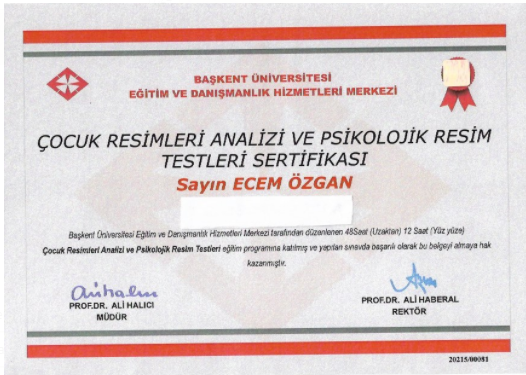 BAŞKENT ÜNİVERSİTESİ
EĞİTİM VE DANIŞMANLIK HİZMETLERİ MERKEZİ
ÇOCUK RESİMLERİ ANALİZİ VE PSİKOLOJİK RESİM
TESTLERİ SERTİFİKASI
Sayın ECEM ÖZGAN
Başkent Üniversitesi Eğitim ve Danışmanlık Hizmetleri Merkezi tarafından düzenlenen 48Saat (Uzaktan) 12 Saat (Yüz yüze)
Çocuk Resimleri Analizi ve Psikolojik Resim Testleri eğitim programına katılmış ve yapılan sınavda başarılı olarak bu belgeyi almaya hak
kazanmıştır.
PROF.DR. ALİ HALICI
MÜDÜR
PROF.DR. ALİ HABERAL
REKTÖR
20215/00081